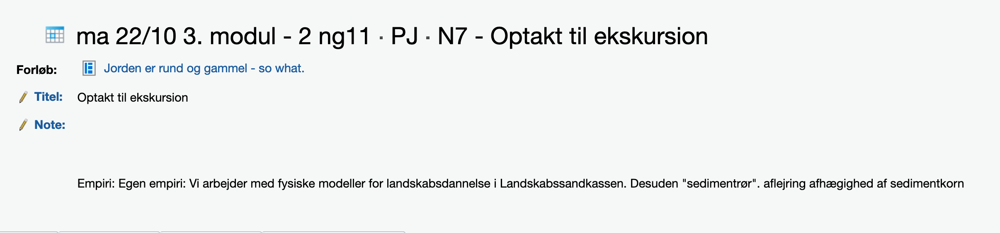 ma 22/10 3. modul - 2 ng11 · PJ · N7 - Optakt til ekskursion
Forløb: Jorden er rund og gammel - so what.
Titel: Optakt til ekskursion
Note:
Empiri: Egen empiri: Vi arbejder med fysiske modeller for landskabsdannelse i Landskabssandkassen. Desuden "sedimentrør". aflejring afhægighed af sedimentkorn